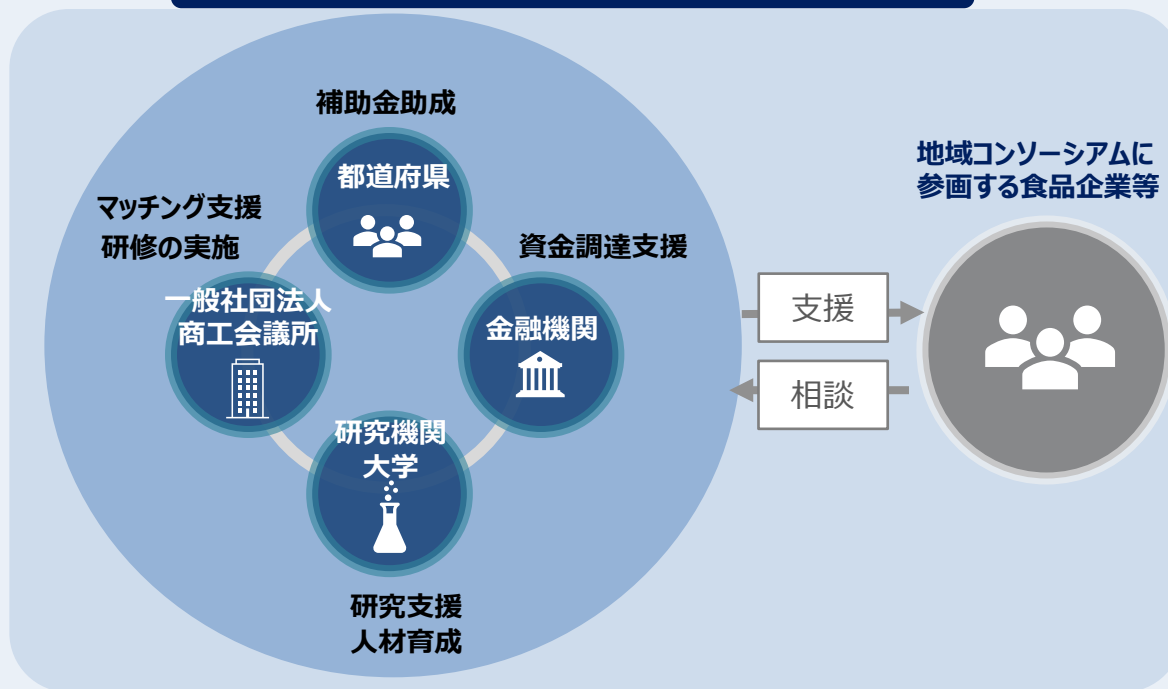 補助金助成
都道府県
マッチング支援
研修の実施
一般社団法人
商工会議所
資金調達支援
金融機関
研究機関
大学
研究支援
人材育成
支援
相談
地域コンソーシアムに
参画する食品企業等